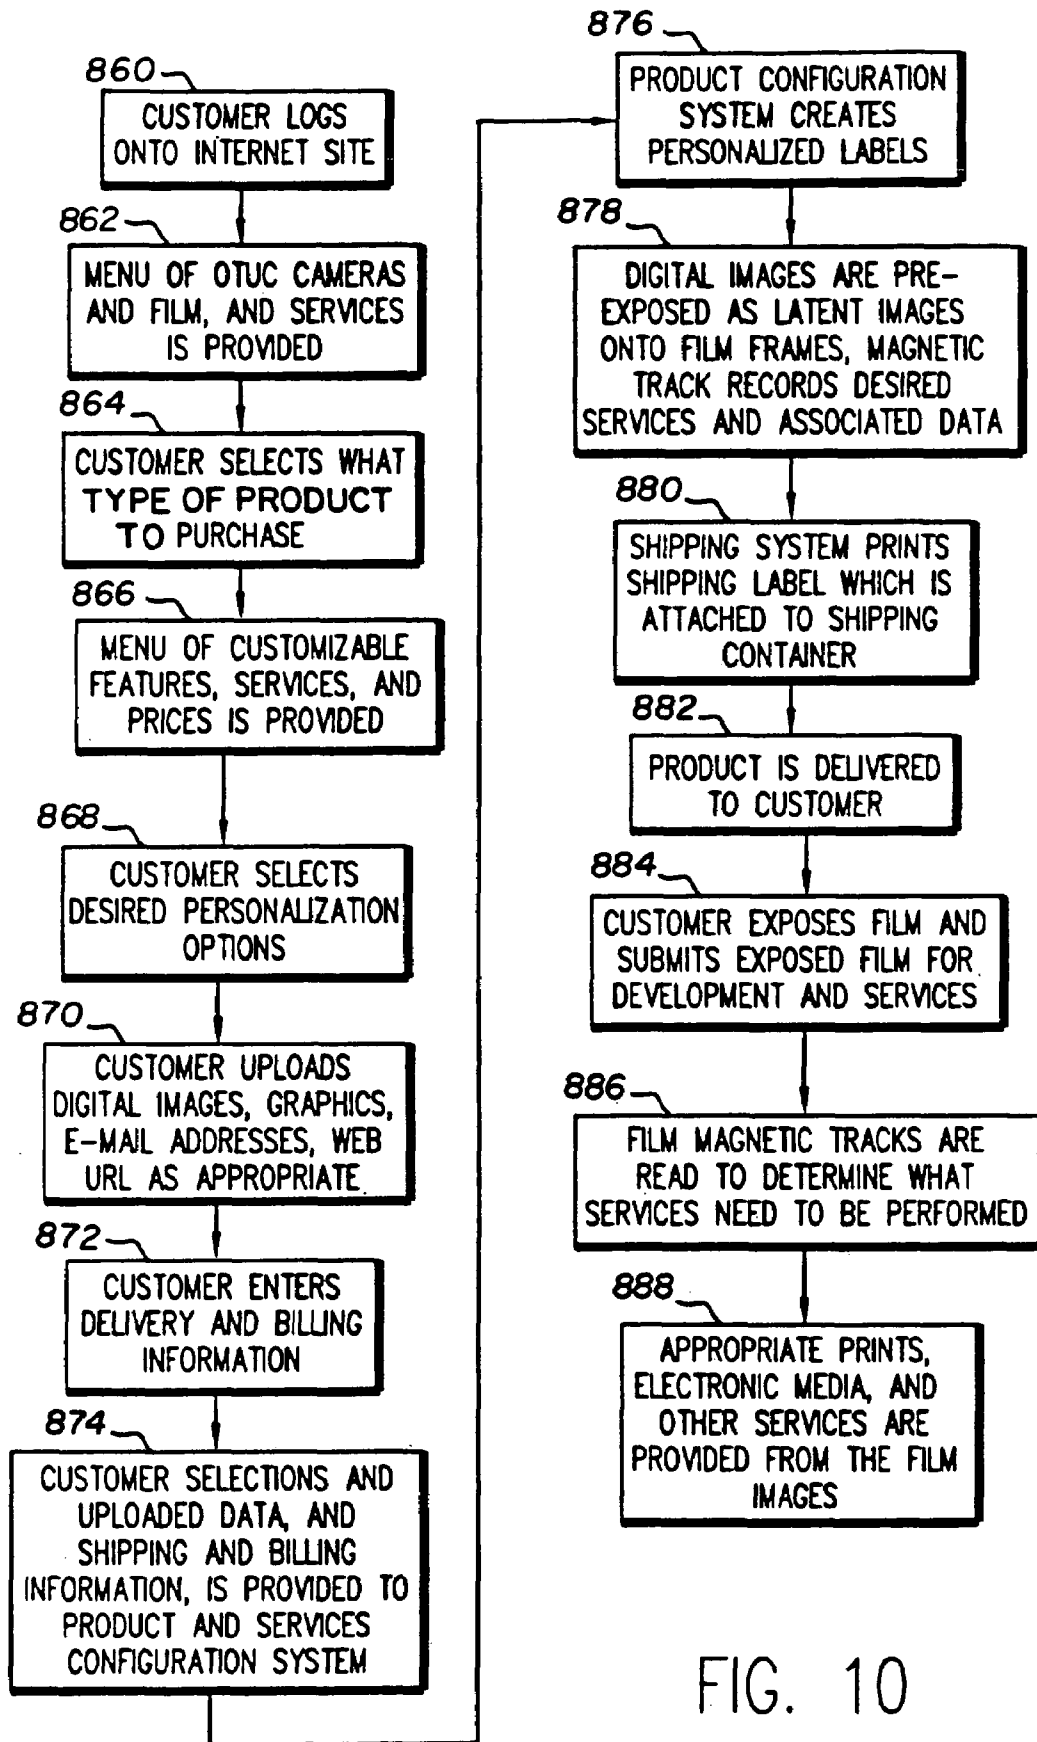 860
CUSTOMER LOGS
ONTO INTERNET SITE
862
MENU OF OTUC CAMERAS
AND FILM, AND SERVICES
IS PROVIDED
864
CUSTOMER SELECTS WHAT
TYPE OF PRODUCT
TO PURCHASE
866
MENU OF CUSTOMIZABLE
FEATURES, SERVICES, AND
PRICES IS PROVIDED
868
CUSTOMER SELECTS
DESIRED PERSONALIZATION
OPTIONS
870
CUSTOMER UPLOADS
DIGITAL IMAGES, GRAPHICS,
E-MAIL ADDRESSES, WEB
URL AS APPROPRIATE
872
CUSTOMER ENTERS
DELIVERY AND BILLING
INFORMATION
874
CUSTOMER SELECTIONS AND
UPLOADED DATA, AND
SHIPPING AND BILLING
INFORMATION, IS PROVIDED TO
PRODUCT AND SERVICES
CONFIGURATION SYSTEM
876
PRODUCT CONFIGURATION
SYSTEM CREATES
PERSONALIZED LABELS
878
DIGITAL IMAGES ARE PRE-
EXPOSED AS LATENT IMAGES
ONTO FILM FRAMES, MAGNETIC
TRACK RECORDS DESIRED
SERVICES AND ASSOCIATED DATA
880
SHIPPING SYSTEM PRINTS
SHIPPING LABEL WHICH IS
ATTACHED TO SHIPPING
CONTAINER
882
PRODUCT IS DELIVERED
TO CUSTOMER
884
CUSTOMER EXPOSES FILM AND
SUBMITS EXPOSED FILM FOR
DEVELOPMENT AND SERVICES
886
FILM MAGNETIC TRACKS ARE
READ TO DETERMINE WHAT
SERVICES NEED TO BE PERFORMED
888
APPROPRIATE PRINTS,
ELECTRONIC MEDIA, AND
OTHER SERVICES ARE
PROVIDED FROM THE FILM
IMAGES
FIG. 10